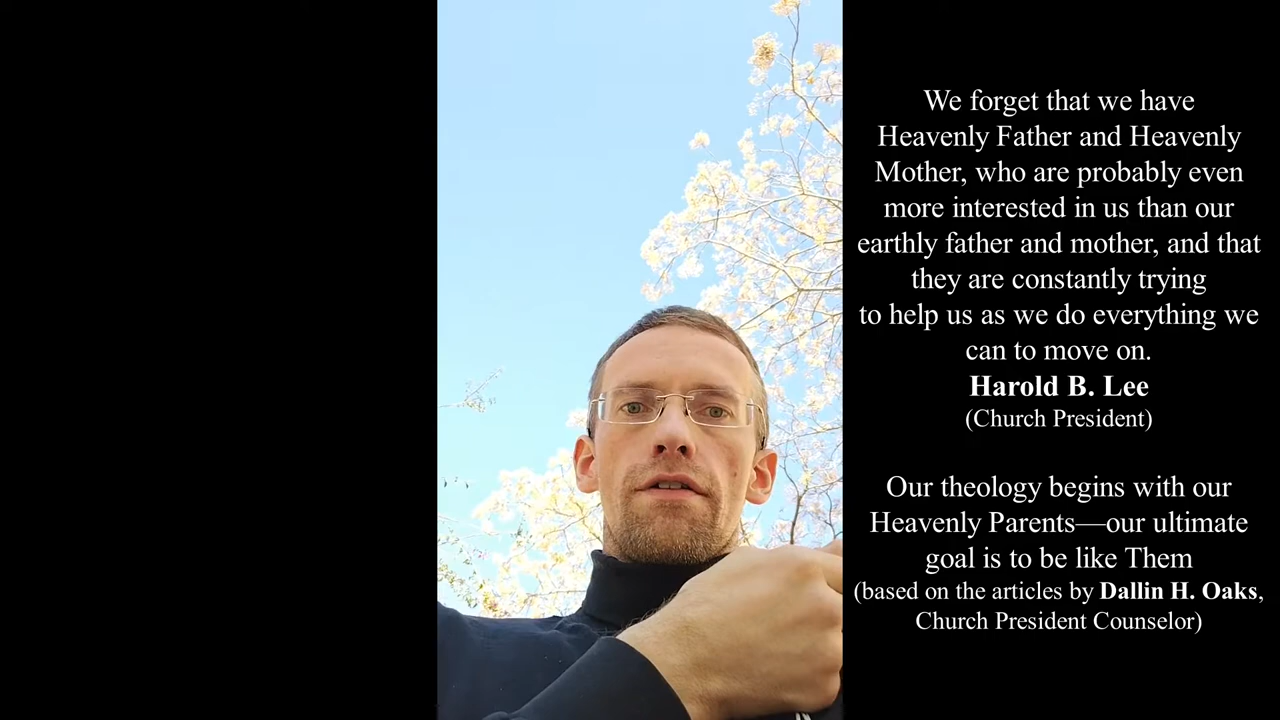 We forget that we have
Heavenly Father and Heavenly
Mother, who are probably even
more interested in us than our
earthly father and mother, and that
they are constantly trying
to help us as we do everything we
can to move on.
Harold B. Lee
(Church President)
Our theology begins with our
Heavenly Parents—our ultimate
goal is to be like Them
(based on the articles by Dallin H. Oaks,
Church President Counselor)